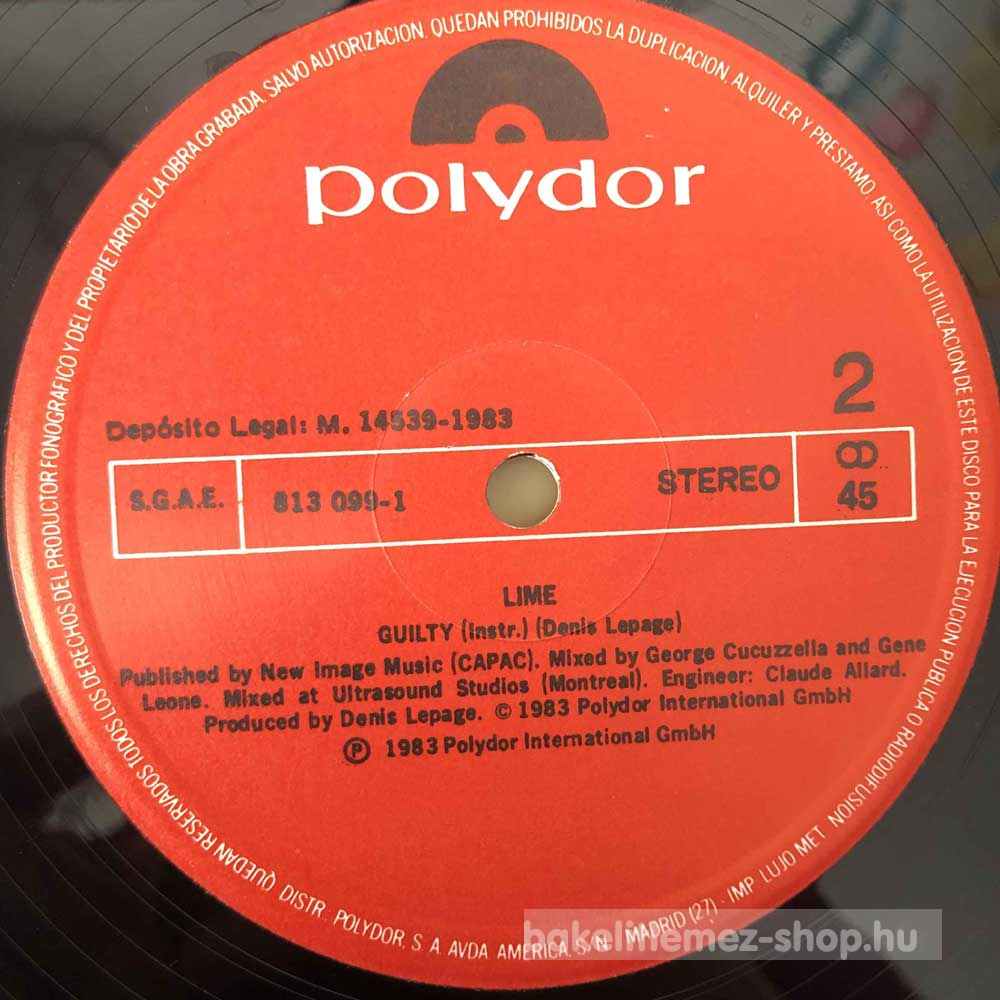 polydor
2
Depósito Legal: M. 14539-1983
S.G.A.E.
813 099-1
STEREO
45
LIME
GUILTY (Instr.) (Denis Lepage)
Published by New Image Music (CAPAC). Mixed by George Cucuzzella and Gene
Leone. Mixed at Ultrasound Studios (Montreal). Engineer: Claude Allard.
Produced by Denis Lepage. © 1983 Polydor International GmbH
℗ 1983 Polydor International GmbH
QUEDAN RESERVADOS TODOS LOS DERECHOS DEL PRODUCTOR FONOGRAFICO Y DEL PROPIETARIO DE LA OBRA GRABADA. SALVO AUTORIZACION. QUEDAN PROHIBIDOS LA DUPLICACION, ALQUILER Y PRESTAMO, ASI COMO LA UTILIZACION DE ESTE DISCO PARA LA EJECUCION PUBLICA O RADIODIFUSION
DISTR.. POLYDOR. S. A. AVDA AMERICA, S/N - MADRID (27) - IMP. LUJO MET
bakelitlemez-shop.hu